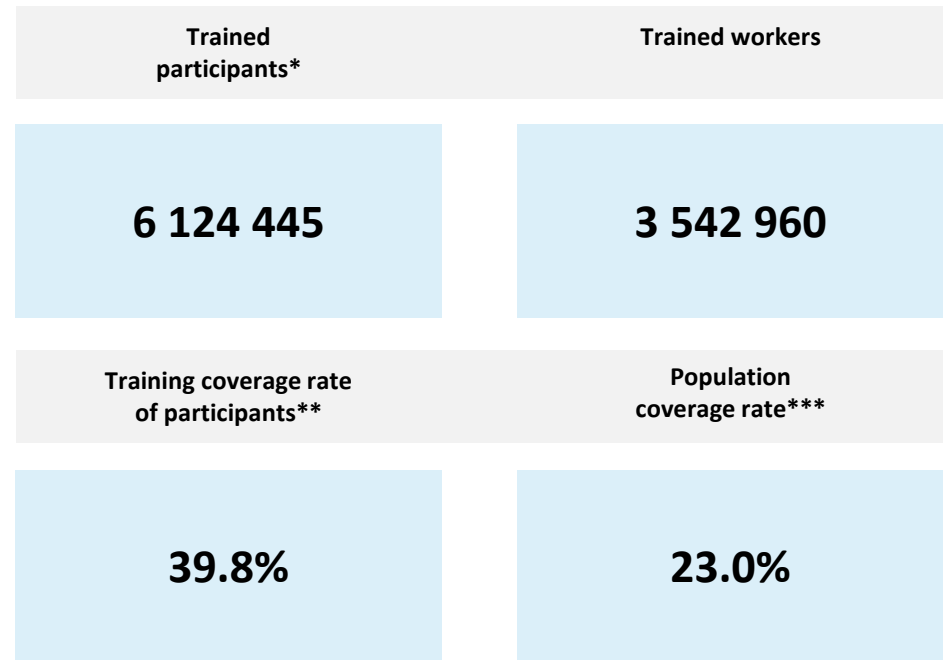 Trained
participants*
Trained workers
6 124 445
3 542 960
Training coverage rate
of participants**
Population
coverage rate***
39.8%
23.0%